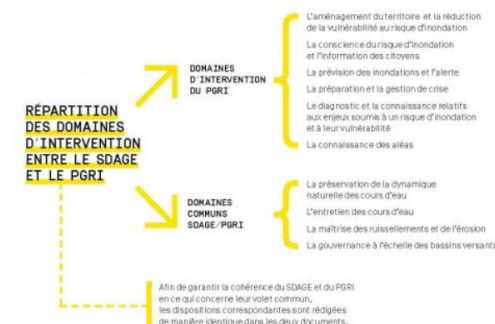 RÉPARTITION
DES DOMAINES
D'INTERVENTION
ENTRE LE SDAGE
ET LE PGRI
DOMAINES
D'INTERVENTION
DU PGRI
L'aménagement du territoire et la réduction
de la vulnérabilité au risque d'inondation
La conscience du risque d'inondation
et l'information des citoyens
La prévision des inondations et l'alerte
La préparation et la gestion de crise
Le diagnostic et la connaissance relatifs
aux enjeux soumis à un risque d'inondation
et à leur vulnérabilité
La connaissance des aléas
DOMAINES
COMMUNS
SDAGE/PGRI
La préservation de la dynamique
naturelle des cours d'eau
L'entretien des cours d'eau
La maîtrise des ruissellements et de l'érosion
La gouvernance à l'échelle des bassins versants
Afin de garantir la cohérence du SDAGE et du PGRI
en ce qui concerne leur volet commun,
les dispositions correspondantes sont rédigées
de manière identique dans les deux documents.